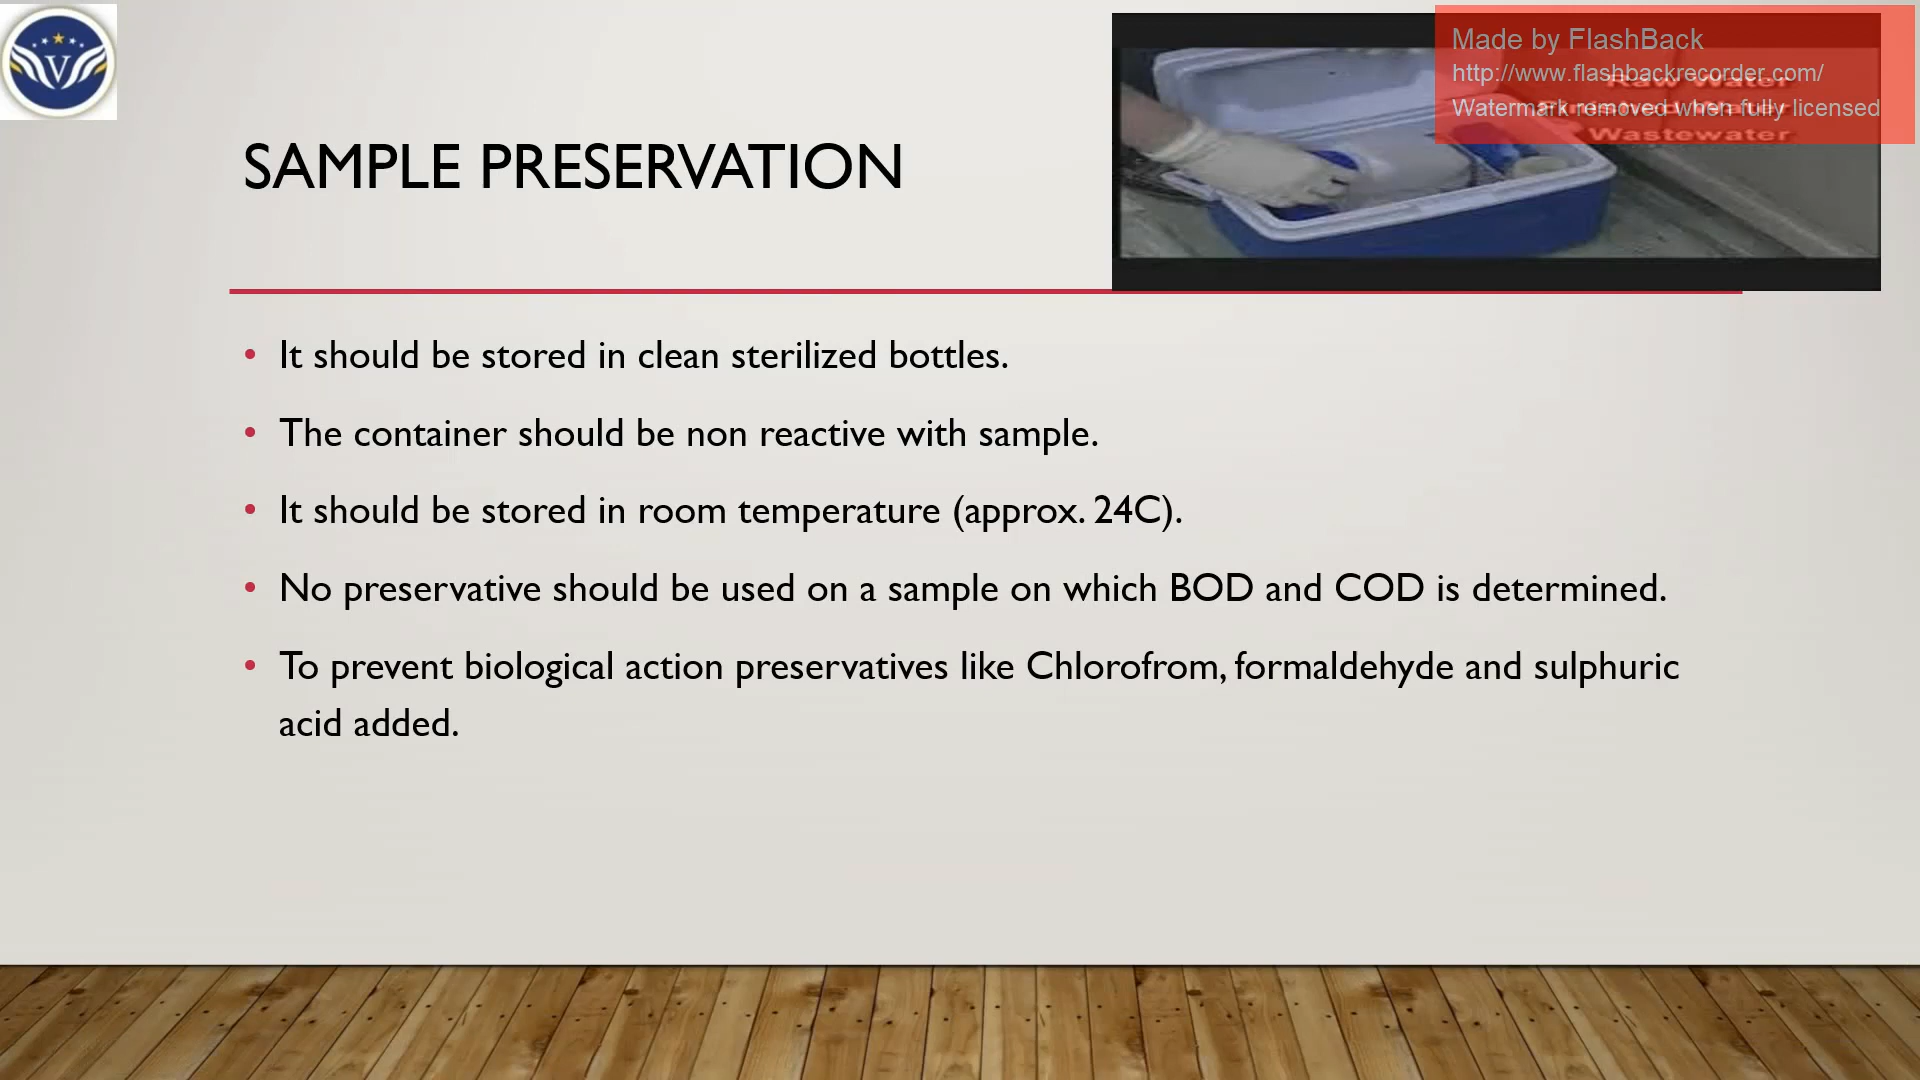 V
SAMPLE PRESERVATION
Made by FlashBack
http://www.flashbackrecorder.com/
Watermark removed when fully licensed
Raw Water
Wastewater
• It should be stored in clean sterilized bottles.
• The container should be non reactive with sample.
• It should be stored in room temperature (approx. 24C).
• No preservative should be used on a sample on which BOD and COD is determined.
• To prevent biological action preservatives like Chlorofrom, formaldehyde and sulphuric
acid added.